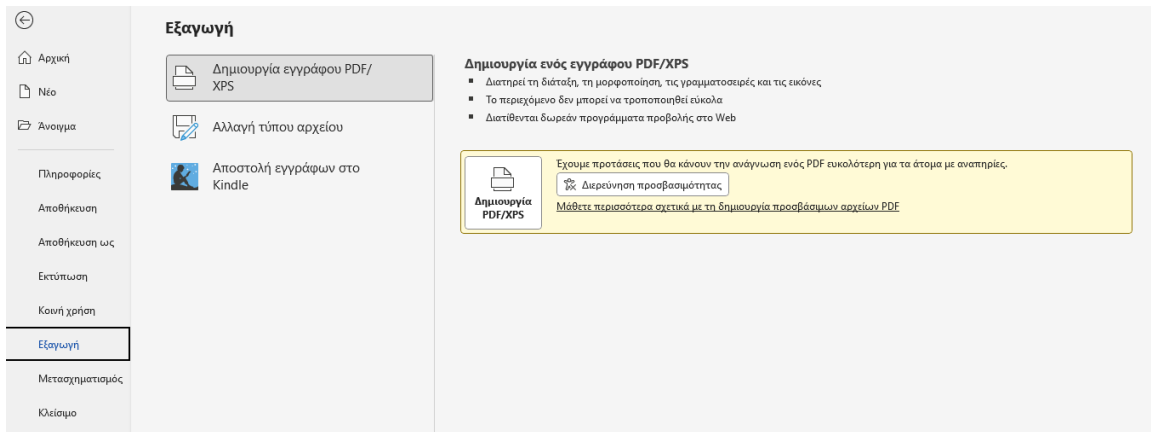 Αρχική
Νέο
Άνοιγμα
Πληροφορίες
Αποθήκευση
Αποθήκευση ως
Εκτύπωση
Κοινή χρήση
Εξαγωγή
Μετασχηματισμός
Κλείσιμο
Εξαγωγή
Δημιουργία εγγράφου PDF/
XPS
Αλλαγή τύπου αρχείου
Αποστολή εγγράφων στο
Kindle
Δημιουργία ενός εγγράφου PDF/XPS
Διατηρεί τη διάταξη, τη μορφοποίηση, τις γραμματοσειρές και τις εικόνες
Το περιεχόμενο δεν μπορεί να τροποποιηθεί εύκολα
Διατίθενται δωρεάν προγράμματα προβολής στο Web
Δημιουργία
PDF/XPS
Έχουμε προτάσεις που θα κάνουν την ανάγνωση ενός PDF ευκολότερη για τα άτομα με αναπηρίες.
Διερεύνηση προσβασιμότητας
Μάθετε περισσότερα σχετικά με τη δημιουργία προσβάσιμων αρχείων PDF